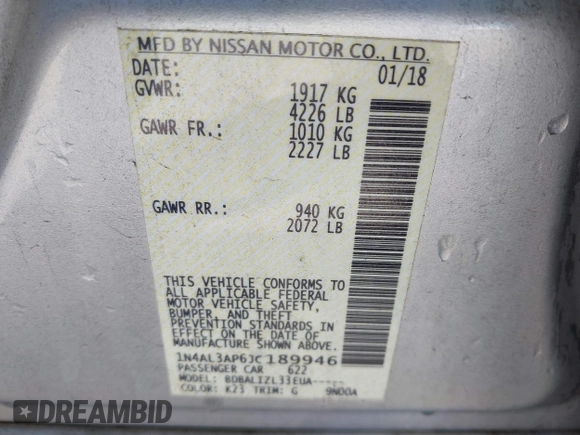 MFD BY NISSAN MOTOR CO., LTD.
DATE: 01/18
GVWR: 1917 KG
4226 LB
GAWR FR.: 1010 KG
2227 LB
GAWR RR.: 940 KG
2072 LB
THIS VEHICLE CONFORMS TO
ALL APPLICABLE FEDERAL
MOTOR VEHICLE SAFETY,
BUMPER, AND THEFT
PREVENTION STANDARDS IN
EFFECT ON THE DATE OF
MANUFACTURE SHOWN ABOVE.
1N4AL3AP6JC189946
PASSENGER CAR 622
MODEL: BDBALIZL33EUA-----
COLOR: K23 TRIM: G 9N00A
EPICVIN